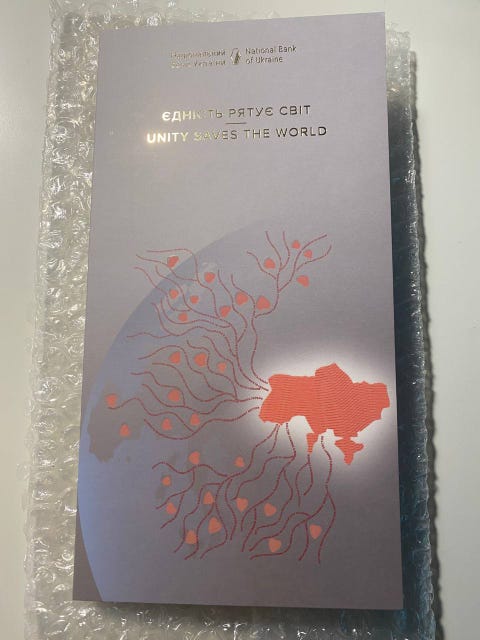 Національний National Bank
банк України of Ukraine
ЄДНІСТЬ РЯТУЄ СВІТ
UNITY SAVES THE WORLD